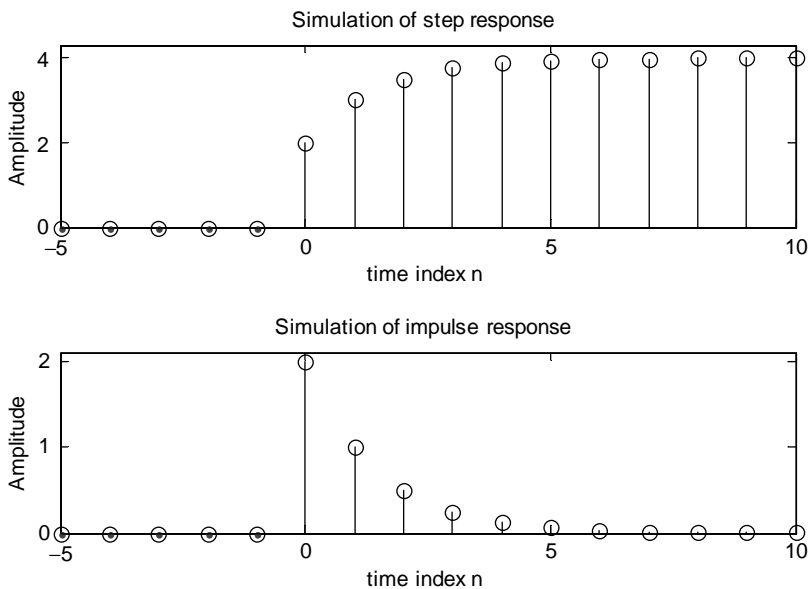 Simulation of step response
4
2
0
Amplitude
–5 0 5 10
time index n
Simulation of impulse response
2
1
0
Amplitude
–5 0 5 10
time index n